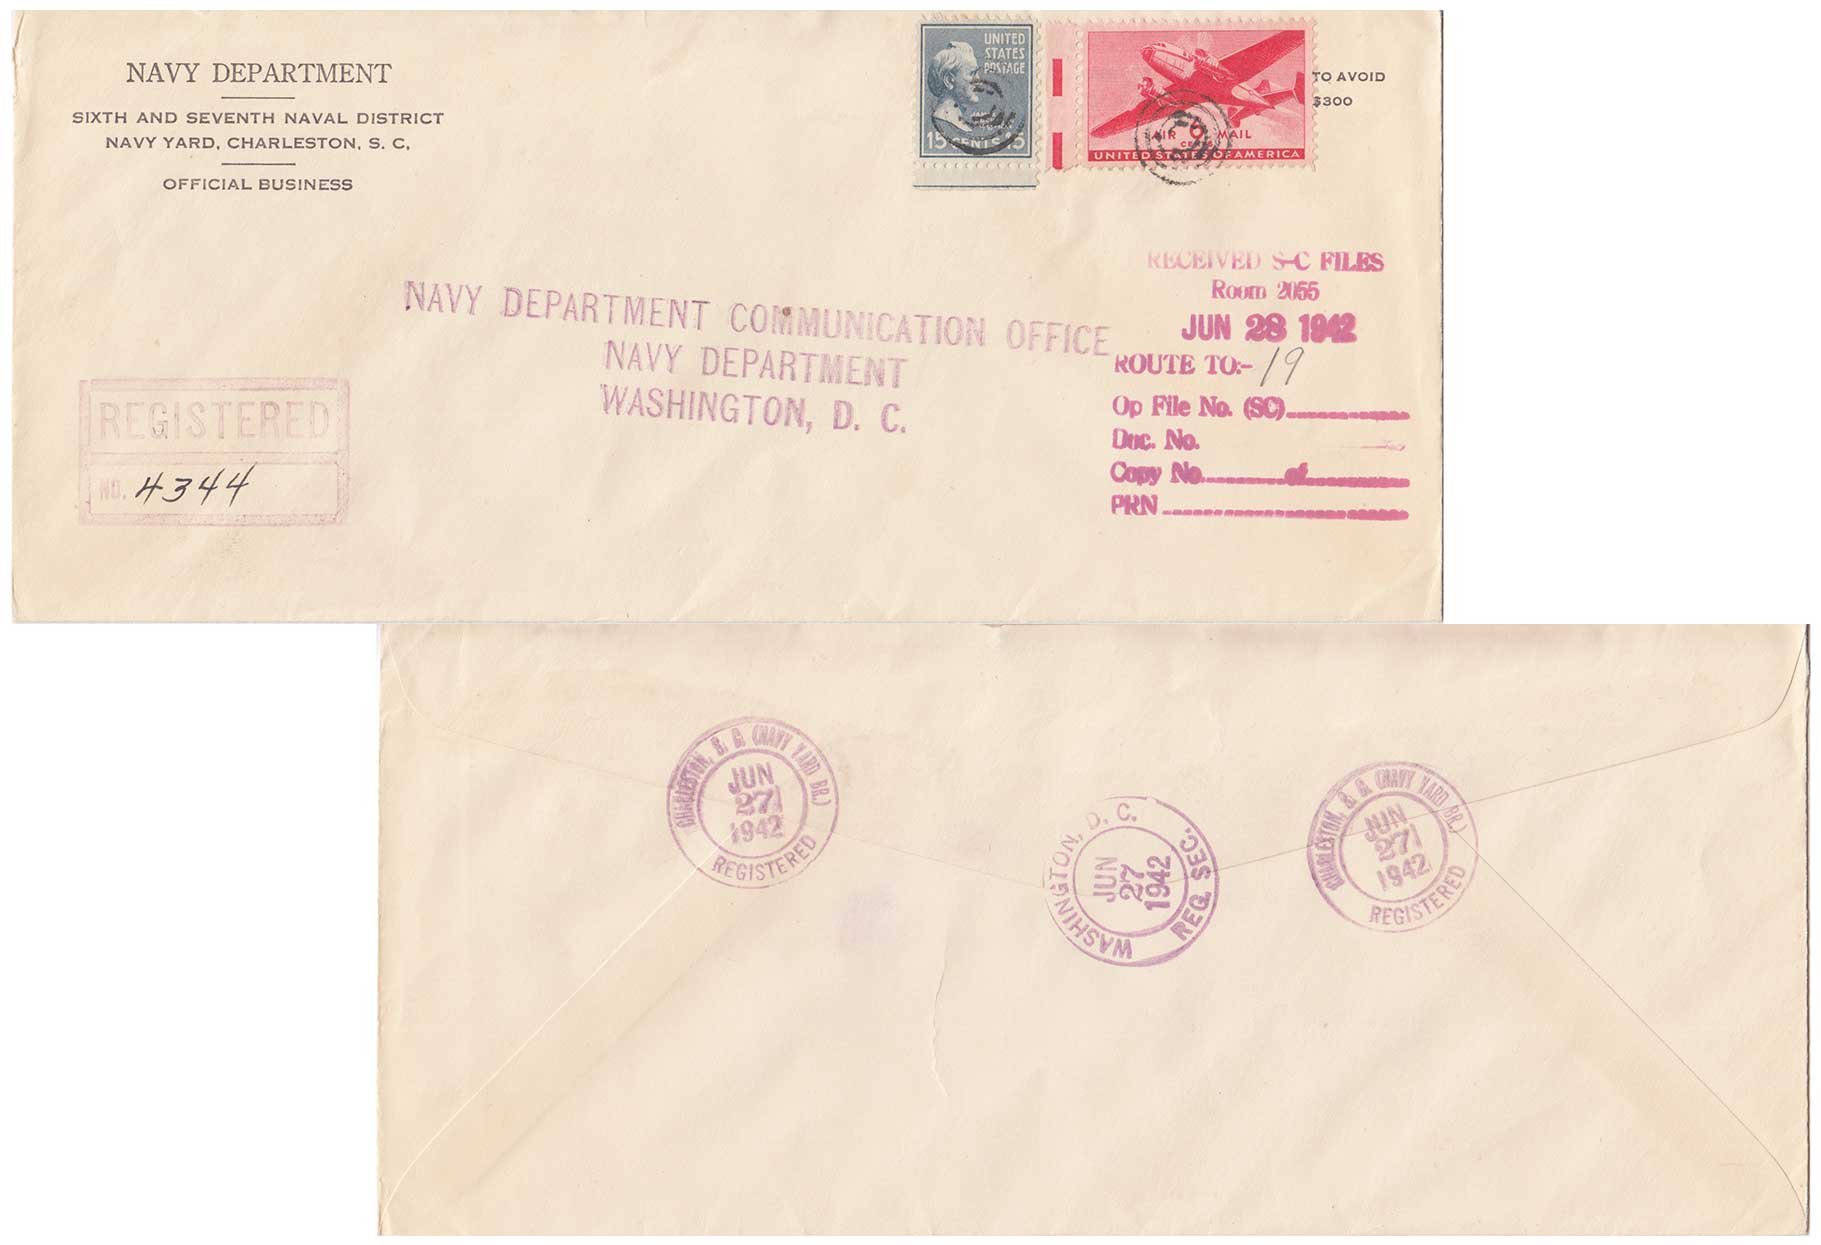 NAVY DEPARTMENT
SIXTH AND SEVENTH NAVAL DISTRICT
NAVY YARD, CHARLESTON, S. C,
OFFICIAL BUSINESS
UNITED
STATES
POSTAGE
15 CENTS 15
AIR 6 MAIL
CENTS
UNITED STATES OF AMERICA
TO AVOID
$300
NAVY DEPARTMENT COMMUNICATION OFFICE
NAVY DEPARTMENT
WASHINGTON, D. C.
RECEIVED S-C FILES
Room 2055
JUN 28 1942
ROUTE TO:- 19
Op File No. (SC)
Doc. No.
Copy No. of
PRN
REGISTERED
NO. 4344
CHARLESTON, S. C. (NAVY YARD BR.)
JUN
27
1942
REGISTERED
WASHINGTON, D. C.
JUN
27
1942
REG. SEC.
CHARLESTON, S. C. (NAVY YARD BR.)
JUN
27
1942
REGISTERED